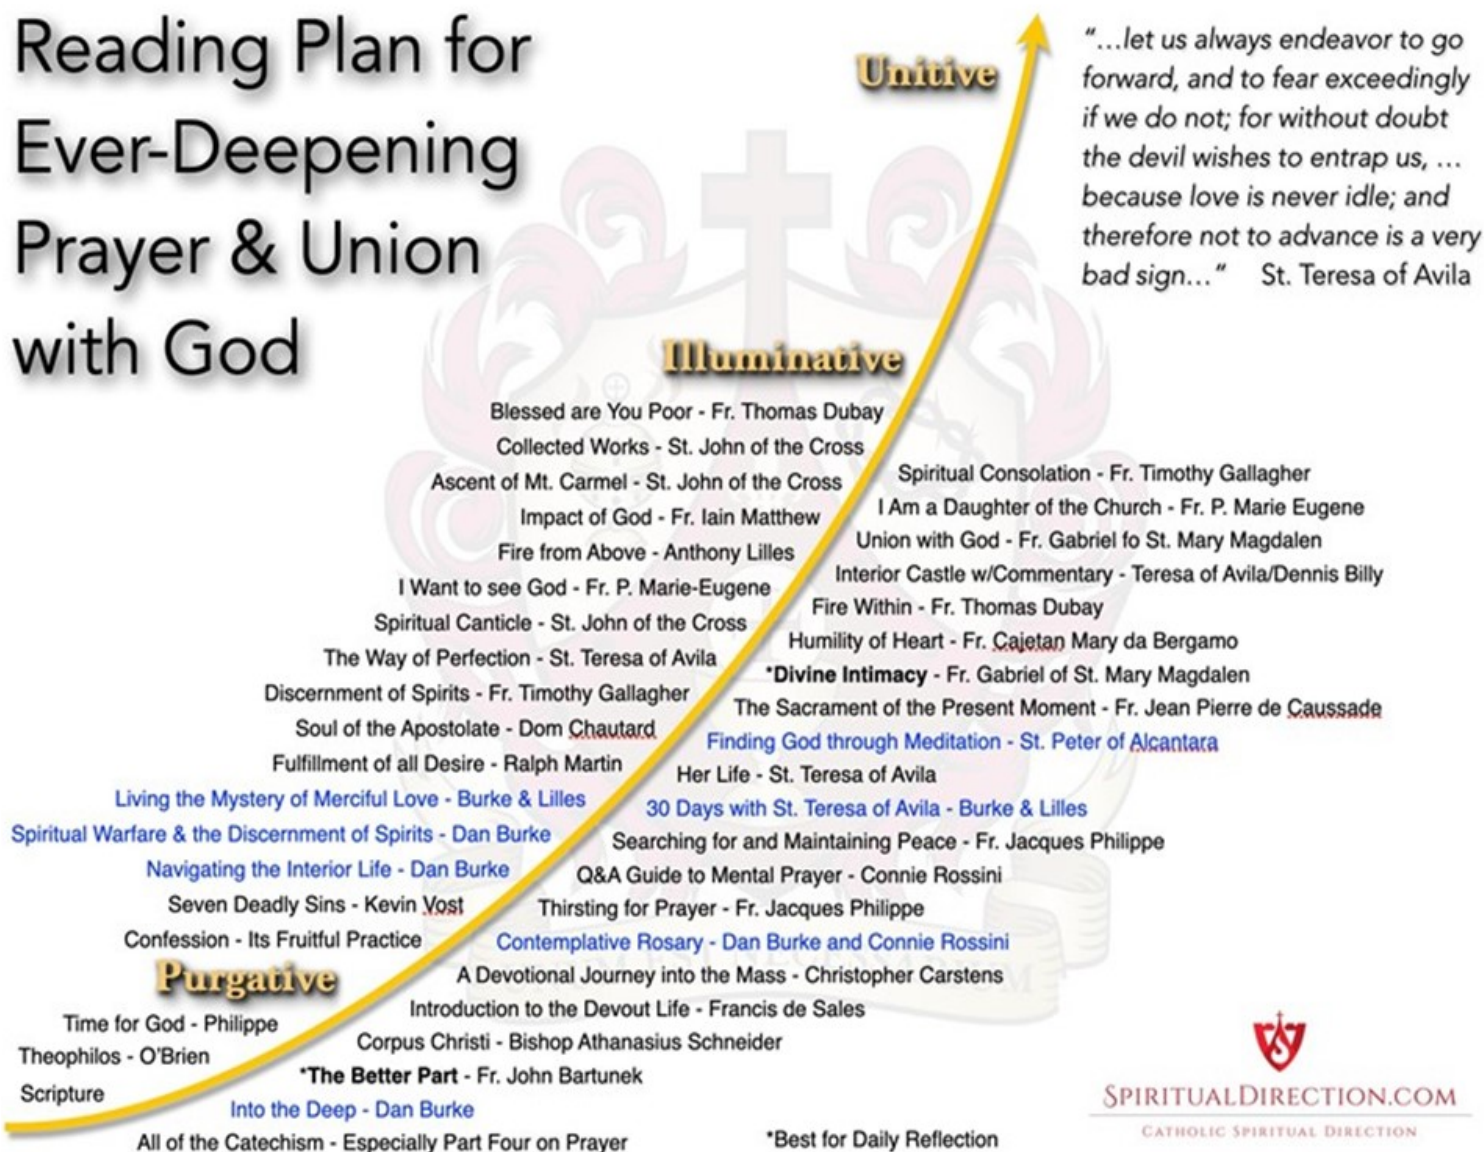 Reading Plan for
Ever-Deepening
Prayer & Union
with God
Unitive
“...let us always endeavor to go
forward, and to fear exceedingly
if we do not; for without doubt
the devil wishes to entrap us, ...
because love is never idle; and
therefore not to advance is a very
bad sign...“ St. Teresa of Avila
Illuminative
Blessed are You Poor - Fr. Thomas Dubay
Collected Works - St. John of the Cross
Ascent of Mt. Carmel - St. John of the Cross
Impact of God - Fr. Iain Matthew
Fire from Above - Anthony Lilles
I Want to see God - Fr. P. Marie-Eugene
Spiritual Canticle - St. John of the Cross
The Way of Perfection - St. Teresa of Avila
Discernment of Spirits - Fr. Timothy Gallagher
Soul of the Apostolate - Dom Chautard
Fulfillment of all Desire - Ralph Martin
Living the Mystery of Merciful Love - Burke & Lilles
Spiritual Warfare & the Discernment of Spirits - Dan Burke
Navigating the Interior Life - Dan Burke
Seven Deadly Sins - Kevin Vost
Confession - Its Fruitful Practice
Purgative
Time for God - Philippe
Theophilos - O'Brien
Scripture
Spiritual Consolation - Fr. Timothy Gallagher
I Am a Daughter of the Church - Fr. P. Marie Eugene
Union with God - Fr. Gabriel fo St. Mary Magdalen
Interior Castle w/Commentary - Teresa of Avila/Dennis Billy
Fire Within - Fr. Thomas Dubay
Humility of Heart - Fr. Cajetan Mary da Bergamo
*Divine Intimacy - Fr. Gabriel of St. Mary Magdalen
The Sacrament of the Present Moment - Fr. Jean Pierre de Caussade
Finding God through Meditation - St. Peter of Alcantara
Her Life - St. Teresa of Avila
30 Days with St. Teresa of Avila - Burke & Lilles
Searching for and Maintaining Peace - Fr. Jacques Philippe
Q&A Guide to Mental Prayer - Connie Rossini
Thirsting for Prayer - Fr. Jacques Philippe
Contemplative Rosary - Dan Burke and Connie Rossini
A Devotional Journey into the Mass - Christopher Carstens
Introduction to the Devout Life - Francis de Sales
Corpus Christi - Bishop Athanasius Schneider
*The Better Part - Fr. John Bartunek
Into the Deep - Dan Burke
All of the Catechism - Especially Part Four on Prayer
*Best for Daily Reflection
SPIRITUALDIRECTION.COM
CATHOLIC SPIRITUAL DIRECTION